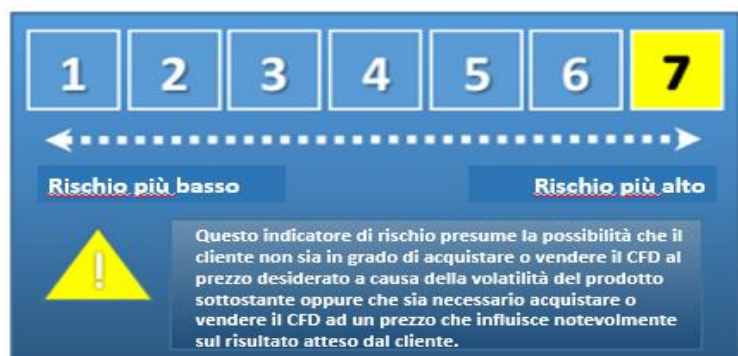 1 2 3 4 5 6 7
Rischio più basso Rischio più alto
!
Questo indicatore di rischio presume la possibilità che il
cliente non sia in grado di acquistare o vendere il CFD al
prezzo desiderato a causa della volatilità del prodotto
sottostante oppure che sia necessario acquistare o
vendere il CFD ad un prezzo che influisce notevolmente
sul risultato atteso dal cliente.